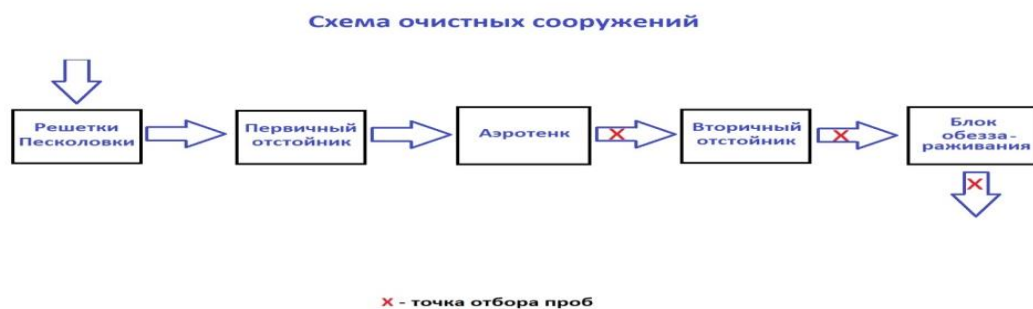 Схема очистных сооружений
Решетки
Песколовки
Первичный
отстойник
Аэротенк
X
Вторичный
отстойник
X
Блок
обезза-
раживания
X
X - точка отбора проб